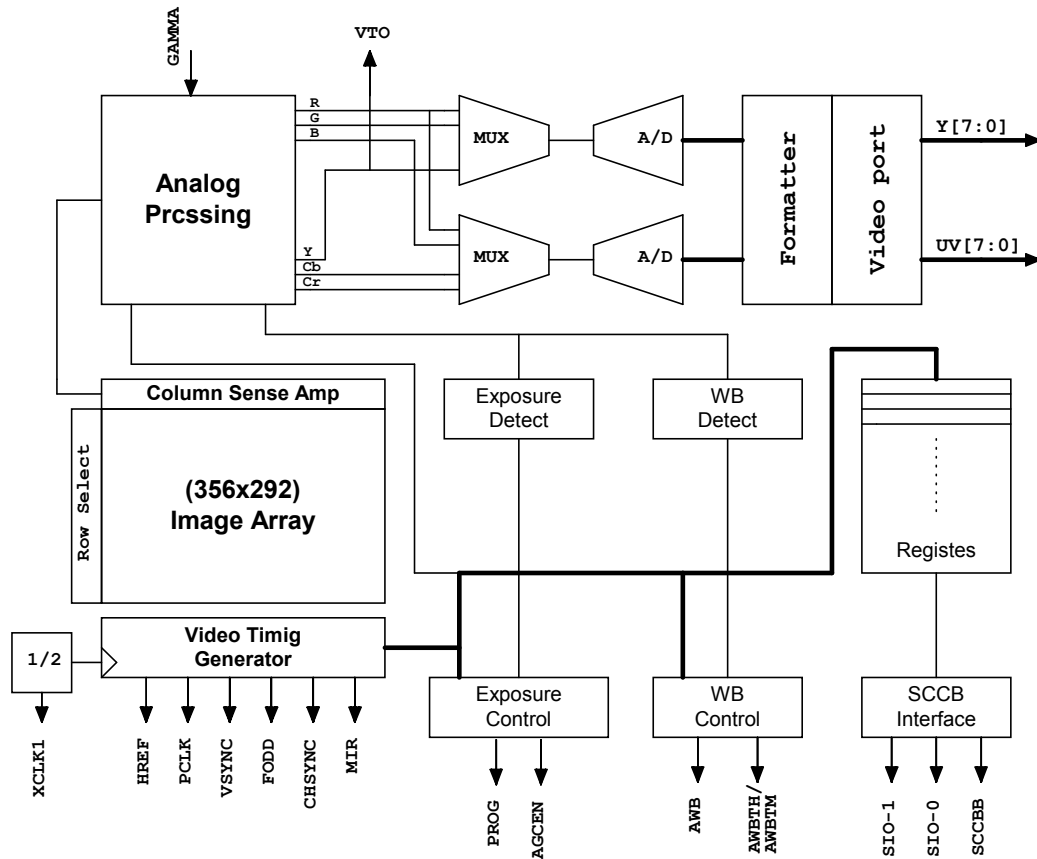 GAMMA
VTO
R
G
B
Analog
Prcssing
Y
Cb
Cr
MUX
A/D
MUX
A/D
Formatter
Video port
Y[7:0]
UV[7:0]
Column Sense Amp
Row Select
(356x292)
Image Array
Exposure
Detect
WB
Detect
Registes
1/2
Video Timig
Generator
Exposure
Control
WB
Control
SCCB
Interface
XCLK1
HREF
PCLK
VSYNC
FODD
CHSYNC
MIR
PROG
AGCEN
AWB
AWBTH/
AWBTM
SIO-1
SIO-0
SCCBB